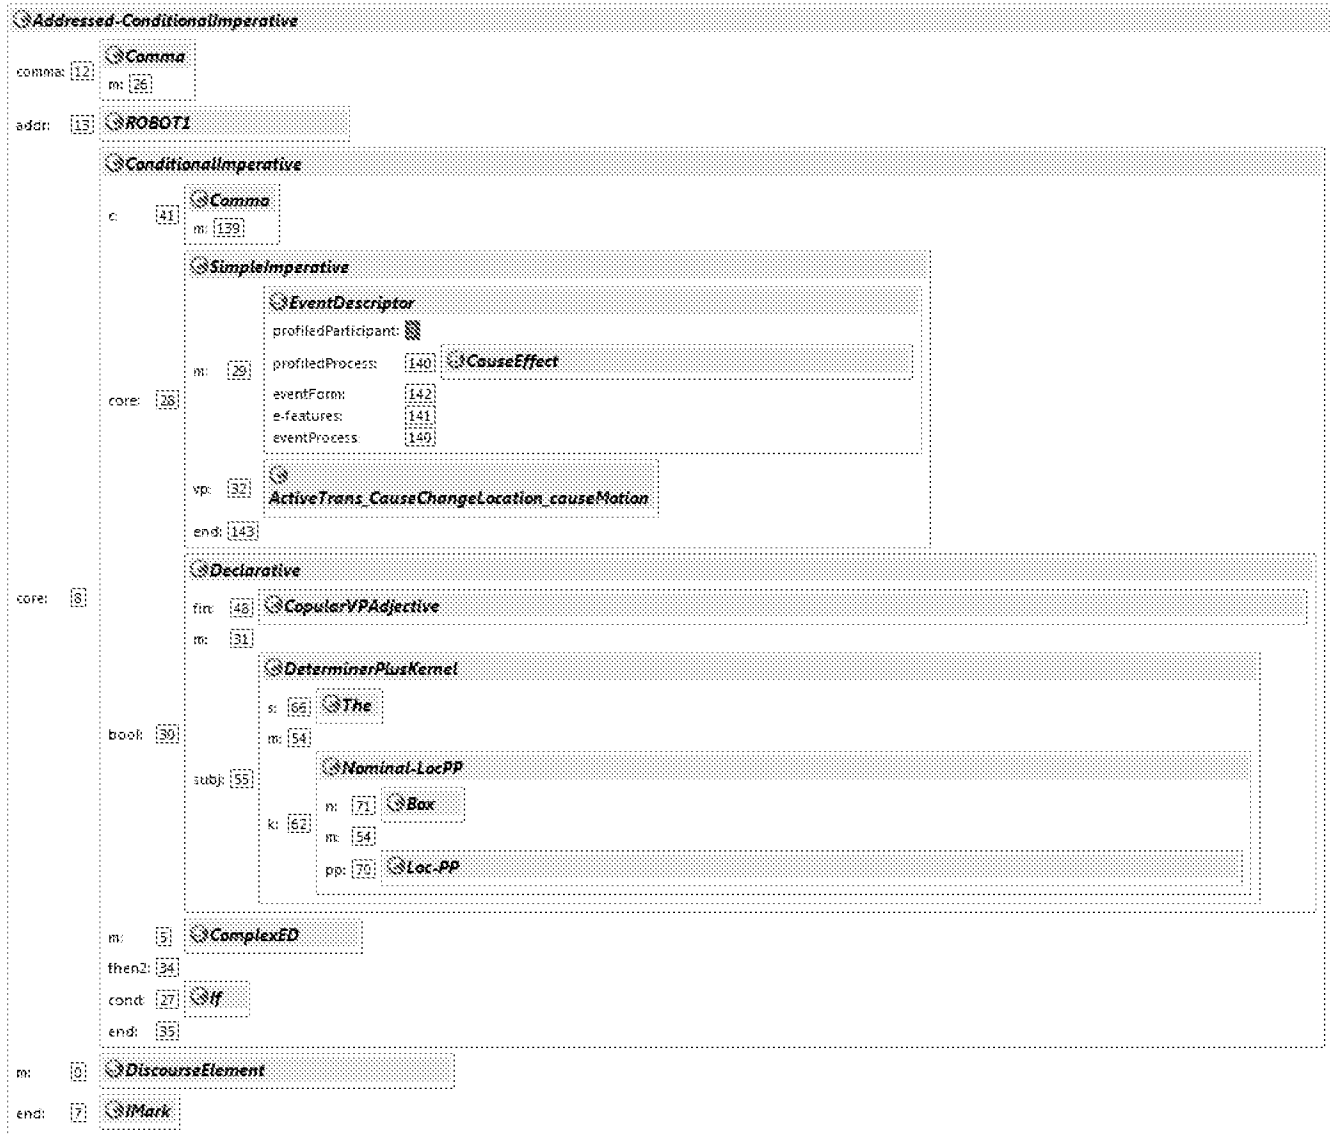 Addressed-ConditionalImperative
comma: 12 Comma
m: 26
addr: 13 ROBOT1
ConditionalImperative
c: 41 Comma
m: 139
SimpleImperative
EventDescriptor
profiledParticipant:
m: 29 profiledProcess: 140 CauseEffect
core: 28 eventForm: 142
e-features: 141
eventProcess: 140
vp: 32
ActiveTrans_CauseChangeLocation_causeMotion
end: 143
Declarative
core: 8 fin: 48 CopularVPAdjective
m: 31
DeterminerPlusKernel
s: 66 The
bool: 30 m: 54
Nominal-LocPP
subj: 55 n: 71 Box
k: 62 m: 54
pp: 70 Loc-PP
m: 5 ComplexED
then2: 34
cond: 27 If
end: 35
m: 0 DiscourseElement
end: 7 IMark